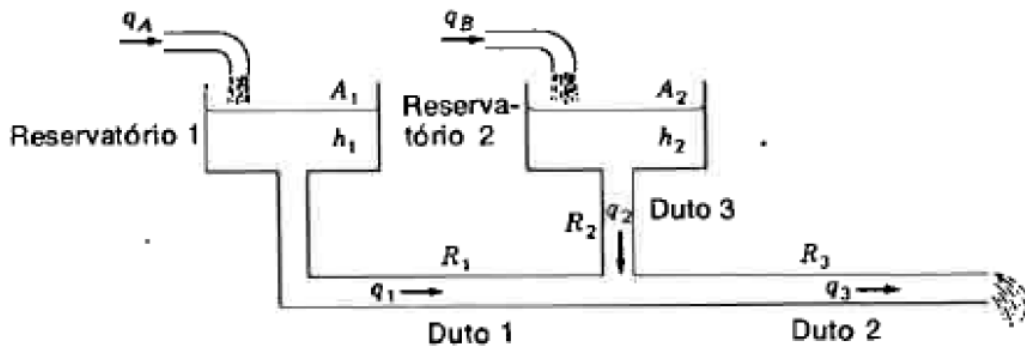 q_A
q_B
A_1
Reserva-
A_2
Reservatório 1
h_1
tório 2
h_2
q_2
Duto 3
R_2
R_1
R_3
q_1
q_3
Duto 1
Duto 2